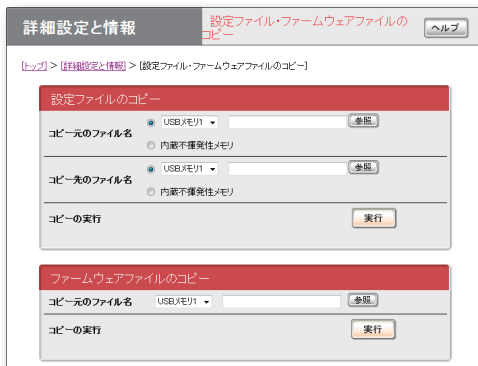 詳細設定と情報
設定ファイル・ファームウェアファイルの
コピー
ヘルプ
[トップ] > [詳細設定と情報] > [設定ファイル・ファームウェアファイルのコピー]
設定ファイルのコピー
コピー元のファイル名 USBメモリ1 参照
内蔵不揮発性メモリ
コピー先のファイル名 USBメモリ1 参照
内蔵不揮発性メモリ
コピーの実行 実行
ファームウェアファイルのコピー
コピー元のファイル名 USBメモリ1 参照
コピーの実行 実行